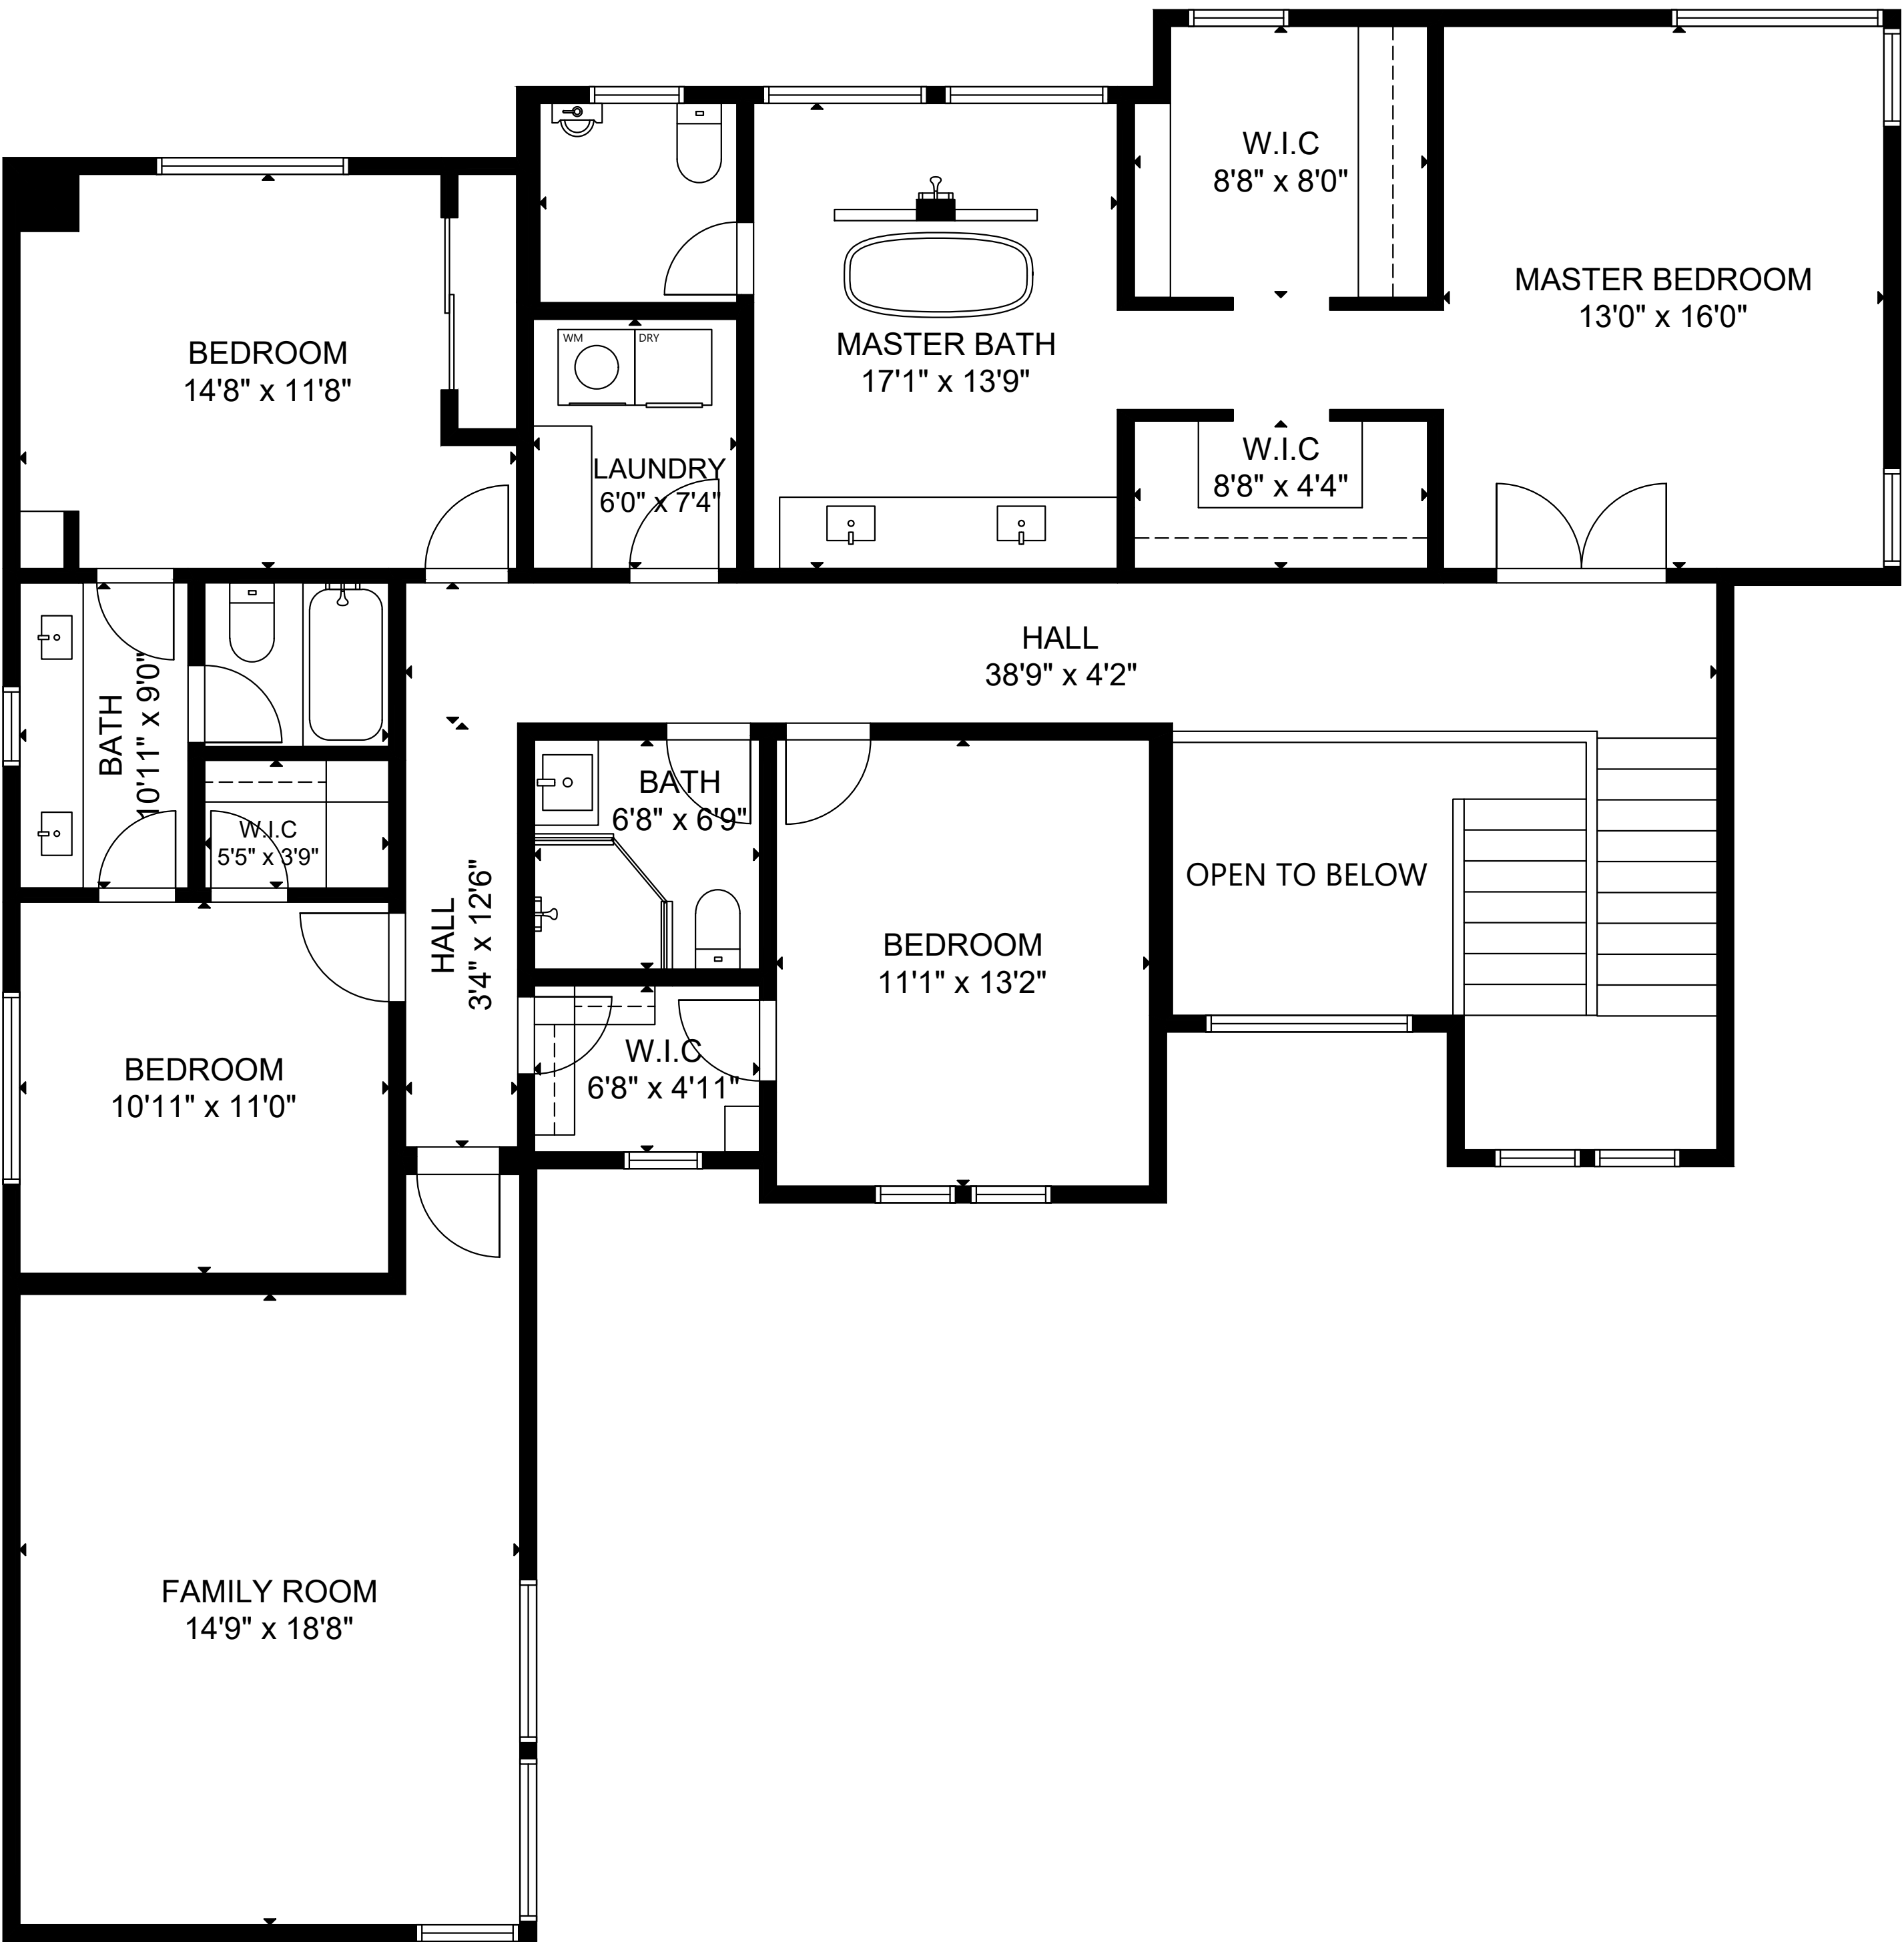 W.I.C
8'8" x 8'0"
MASTER BEDROOM
13'0" x 16'0"
BEDROOM
14'8" x 11'8"
WM
DRY
MASTER BATH
17'1" x 13'9"
LAUNDRY
6'0" x 7'4"
W.I.C
8'8" x 4'4"
HALL
38'9" x 4'2"
BATH
10'11" x 9'0"
BATH
6'8" x 6'9"
W.I.C
5'5" x 3'9"
OPEN TO BELOW
HALL
3'4" x 12'6"
BEDROOM
11'1" x 13'2"
W.I.C
6'8" x 4'11"
BEDROOM
10'11" x 11'0"
FAMILY ROOM
14'9" x 18'8"